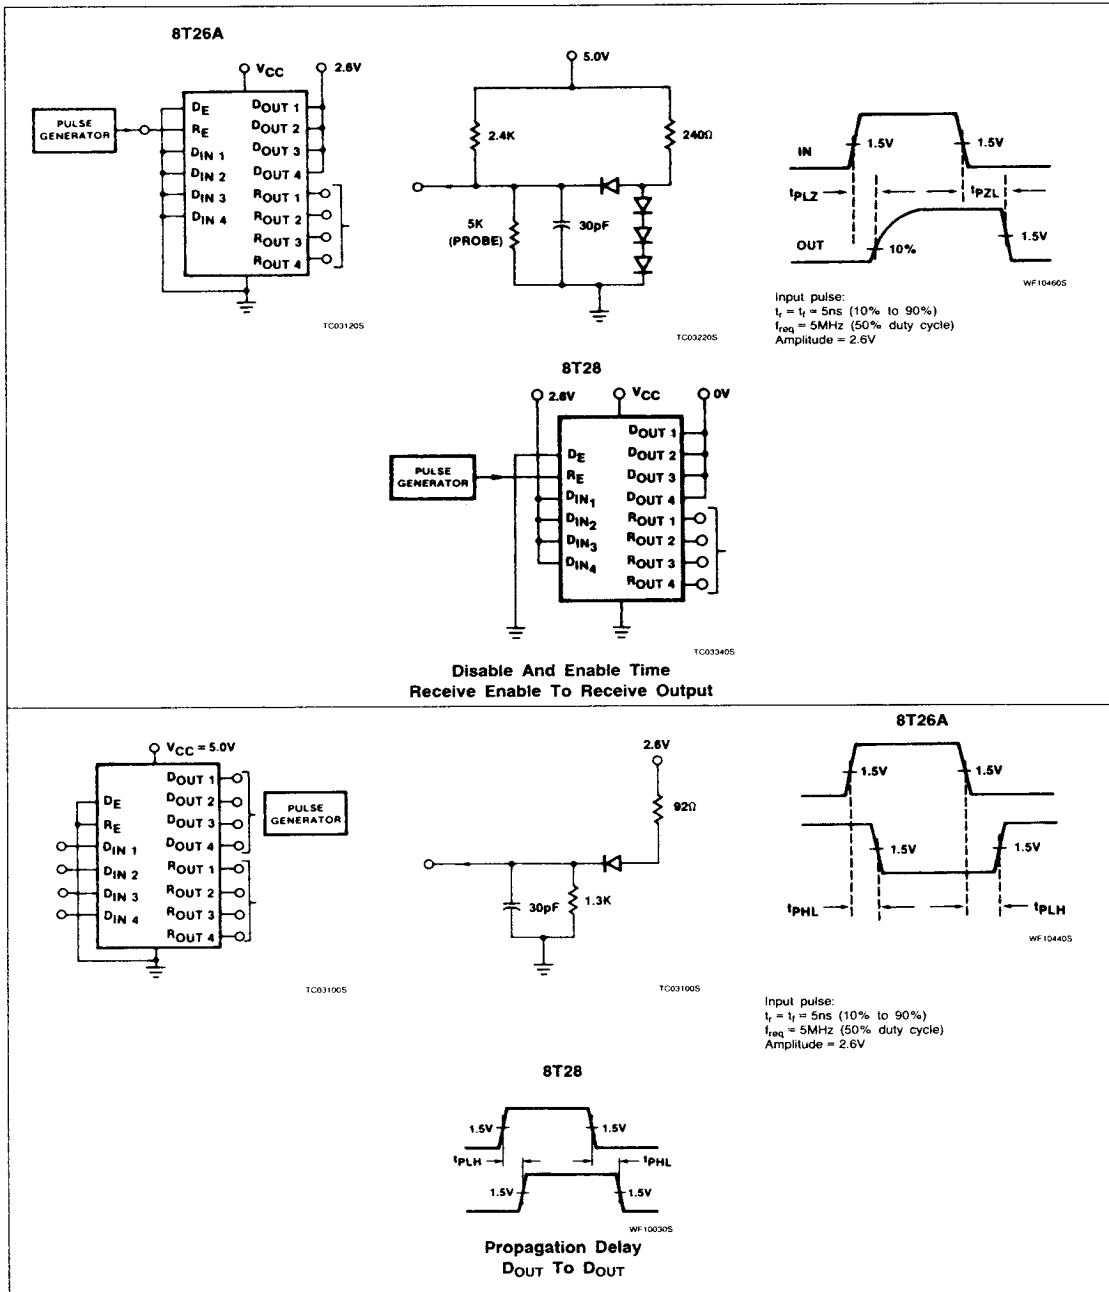 8T26A
VCC
2.6V
PULSE
GENERATOR
DE
RE
DIN 1
DIN 2
DIN 3
DIN 4
DOUT 1
DOUT 2
DOUT 3
DOUT 4
ROUT 1
ROUT 2
ROUT 3
ROUT 4
TC03120S
5.0V
2.4K
240Ω
5K
(PROBE)
30pF
TC03220S
IN
1.5V
1.5V
tPLZ
tPZL
OUT
10%
1.5V
WF10460S
Input pulse:
tr = tf = 5ns (10% to 90%)
freq = 5MHz (50% duty cycle)
Amplitude = 2.6V
8T28
2.6V
VCC
0V
PULSE
GENERATOR
DE
RE
DIN1
DIN2
DIN3
DIN4
DOUT 1
DOUT 2
DOUT 3
DOUT 4
ROUT 1
ROUT 2
ROUT 3
ROUT 4
TC03340S
Disable And Enable Time
Receive Enable To Receive Output
VCC = 5.0V
DE
RE
DIN 1
DIN 2
DIN 3
DIN 4
DOUT 1
DOUT 2
DOUT 3
DOUT 4
ROUT 1
ROUT 2
ROUT 3
ROUT 4
PULSE
GENERATOR
TC03100S
2.6V
92Ω
30pF
1.3K
TC03100S
8T26A
1.5V
1.5V
1.5V
1.5V
tPHL
tPLH
WF10440S
Input pulse:
tr = tf = 5ns (10% to 90%)
freq = 5MHz (50% duty cycle)
Amplitude = 2.6V
8T28
1.5V
1.5V
tPLH
tPHL
1.5V
1.5V
WF10030S
Propagation Delay
DOUT To DOUT